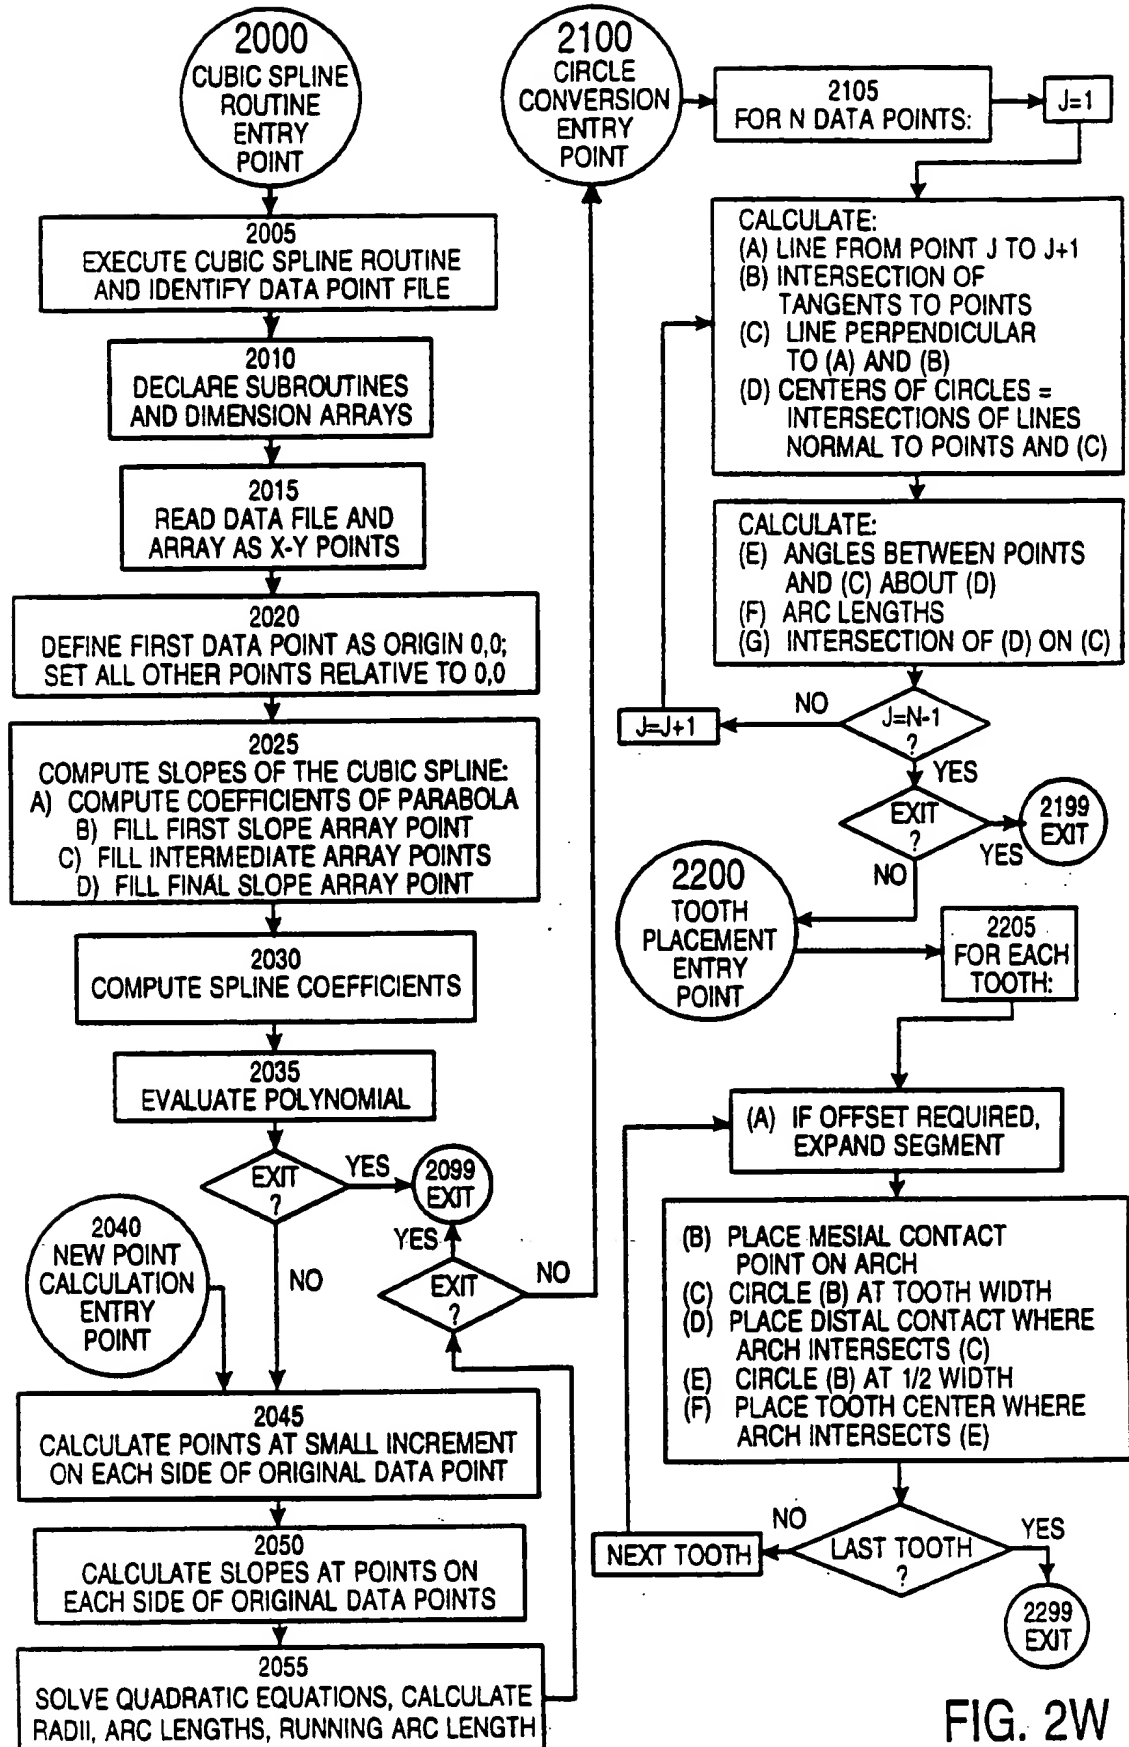 2000
CUBIC SPLINE
ROUTINE
ENTRY
POINT
2005
EXECUTE CUBIC SPLINE ROUTINE
AND IDENTIFY DATA POINT FILE
2010
DECLARE SUBROUTINES
AND DIMENSION ARRAYS
2015
READ DATA FILE AND
ARRAY AS X-Y POINTS
2020
DEFINE FIRST DATA POINT AS ORIGIN 0,0;
SET ALL OTHER POINTS RELATIVE TO 0,0
2025
COMPUTE SLOPES OF THE CUBIC SPLINE:
A) COMPUTE COEFFICIENTS OF PARABOLA
B) FILL FIRST SLOPE ARRAY POINT
C) FILL INTERMEDIATE ARRAY POINTS
D) FILL FINAL SLOPE ARRAY POINT
2030
COMPUTE SPLINE COEFFICIENTS
2035
EVALUATE POLYNOMIAL
EXIT
?
YES
2099
EXIT
NO
2040
NEW POINT
CALCULATION
ENTRY
POINT
YES
EXIT
?
NO
2045
CALCULATE POINTS AT SMALL INCREMENT
ON EACH SIDE OF ORIGINAL DATA POINT
2050
CALCULATE SLOPES AT POINTS ON
EACH SIDE OF ORIGINAL DATA POINTS
2055
SOLVE QUADRATIC EQUATIONS, CALCULATE
RADII, ARC LENGTHS, RUNNING ARC LENGTH
2100
CIRCLE
CONVERSION
ENTRY
POINT
2105
FOR N DATA POINTS:
J=1
CALCULATE:
(A) LINE FROM POINT J TO J+1
(B) INTERSECTION OF
TANGENTS TO POINTS
(C) LINE PERPENDICULAR
TO (A) AND (B)
(D) CENTERS OF CIRCLES =
INTERSECTIONS OF LINES
NORMAL TO POINTS AND (C)
CALCULATE:
(E) ANGLES BETWEEN POINTS
AND (C) ABOUT (D)
(F) ARC LENGTHS
(G) INTERSECTION OF (D) ON (C)
J=N-1
?
NO
J=J+1
YES
EXIT
?
YES
2199
EXIT
NO
2200
TOOTH
PLACEMENT
ENTRY
POINT
2205
FOR EACH
TOOTH:
(A) IF OFFSET REQUIRED,
EXPAND SEGMENT
(B) PLACE MESIAL CONTACT
POINT ON ARCH
(C) CIRCLE (B) AT TOOTH WIDTH
(D) PLACE DISTAL CONTACT WHERE
ARCH INTERSECTS (C)
(E) CIRCLE (B) AT 1/2 WIDTH
(F) PLACE TOOTH CENTER WHERE
ARCH INTERSECTS (E)
LAST TOOTH
?
NO
NEXT TOOTH
YES
2299
EXIT
FIG. 2W